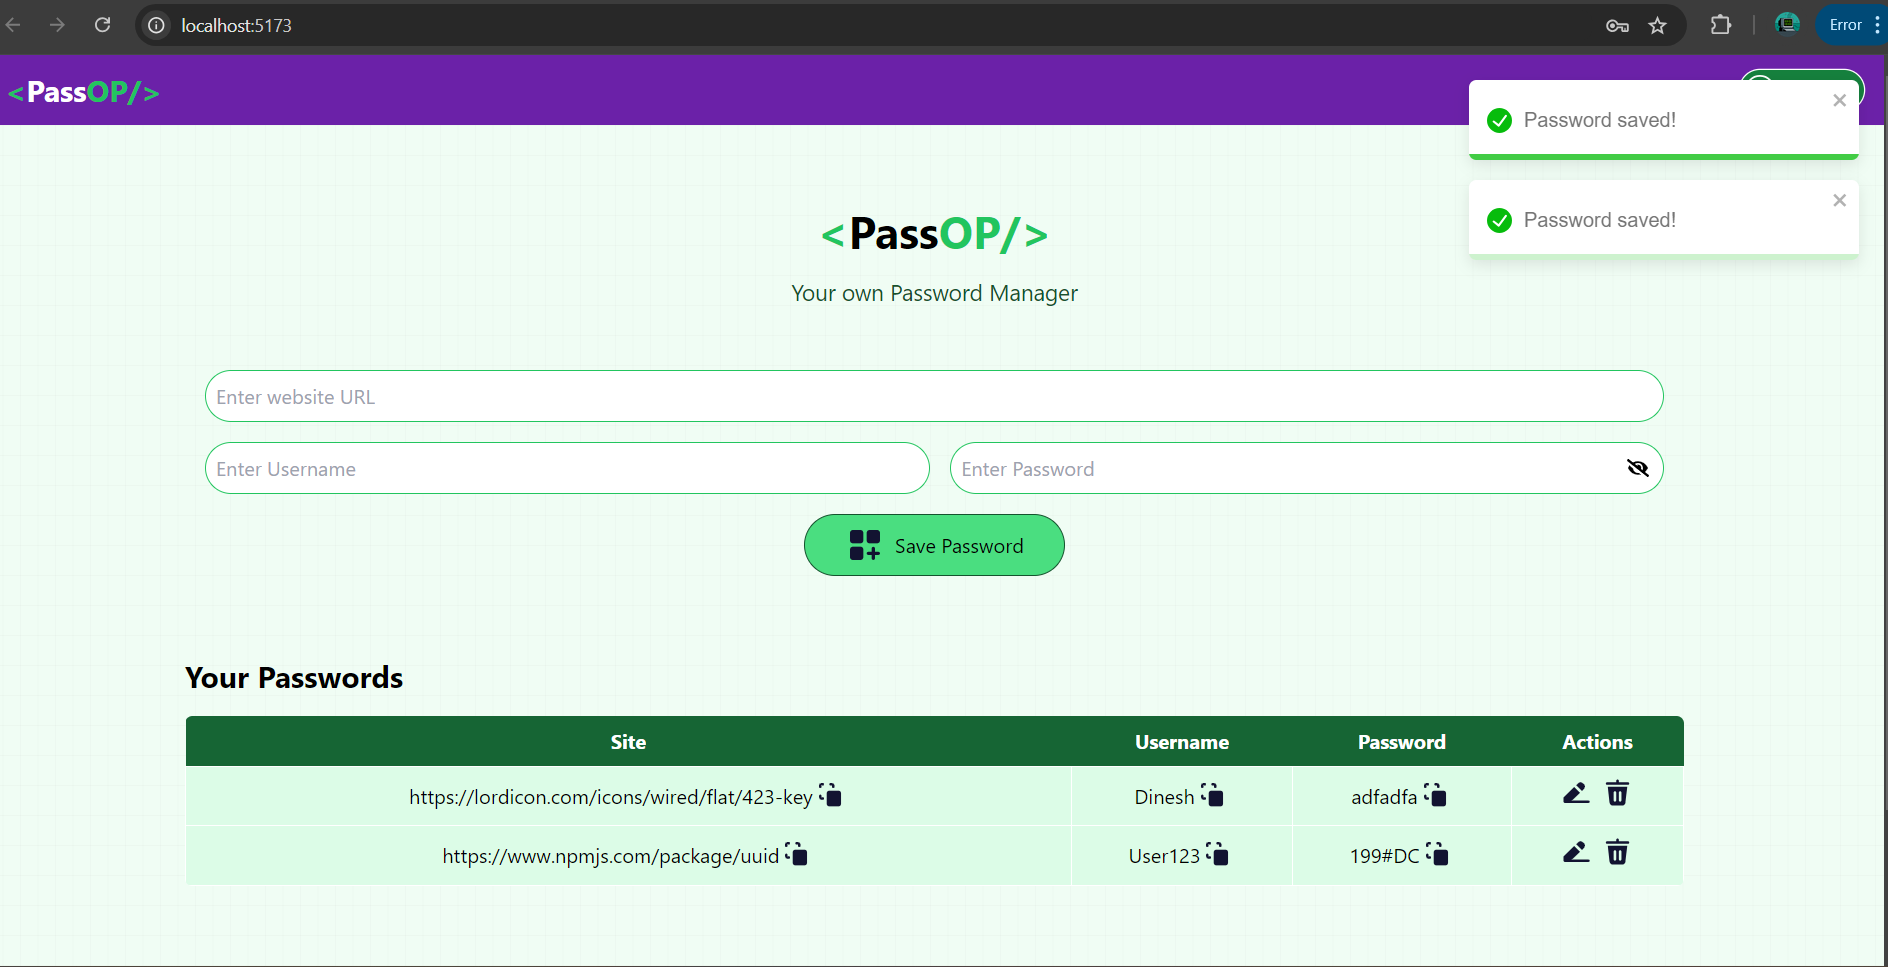 localhost:5173
Error
<PassOP/>
Password saved!
Password saved!
<PassOP/>
Your own Password Manager
Enter website URL
Enter Username
Enter Password
Save Password
Your Passwords
Site Username Password Actions
https://lordicon.com/icons/wired/flat/423-key Dinesh adfadfa
https://www.npmjs.com/package/uuid User123 199#DC